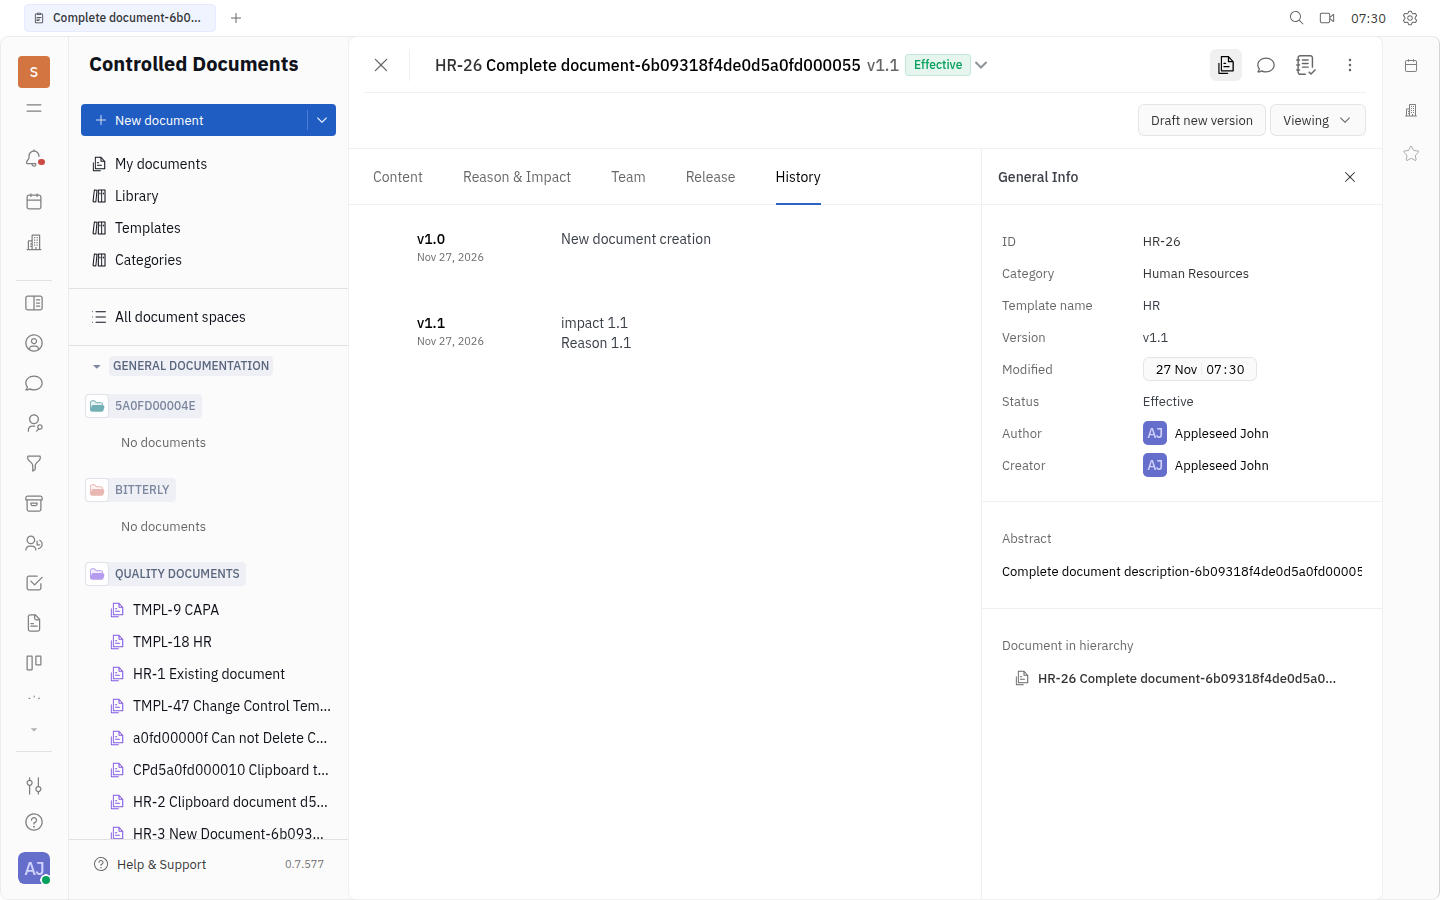 Complete document-6b0...
07:30
S
Controlled Documents
New document
My documents
Library
Templates
Categories
All document spaces
GENERAL DOCUMENTATION
5A0FD00004E
No documents
BITTERLY
No documents
QUALITY DOCUMENTS
TMPL-9 CAPA
TMPL-18 HR
HR-1 Existing document
TMPL-47 Change Control Tem...
a0fd00000f Can not Delete C...
CPd5a0fd000010 Clipboard t...
HR-2 Clipboard document d5...
HR-3 New Document-6b093...
Help & Support 0.7.577
AJ
HR-26 Complete document-6b09318f4de0d5a0fd000055 v1.1 Effective
Draft new version Viewing
Content Reason & Impact Team Release History
v1.0 New document creation
Nov 27, 2026
v1.1 impact 1.1
Nov 27, 2026 Reason 1.1
General Info
ID HR-26
Category Human Resources
Template name HR
Version v1.1
Modified 27 Nov 07:30
Status Effective
Author AJ Appleseed John
Creator AJ Appleseed John
Abstract
Complete document description-6b09318f4de0d5a0fd00005
Document in hierarchy
HR-26 Complete document-6b09318f4de0d5a0...